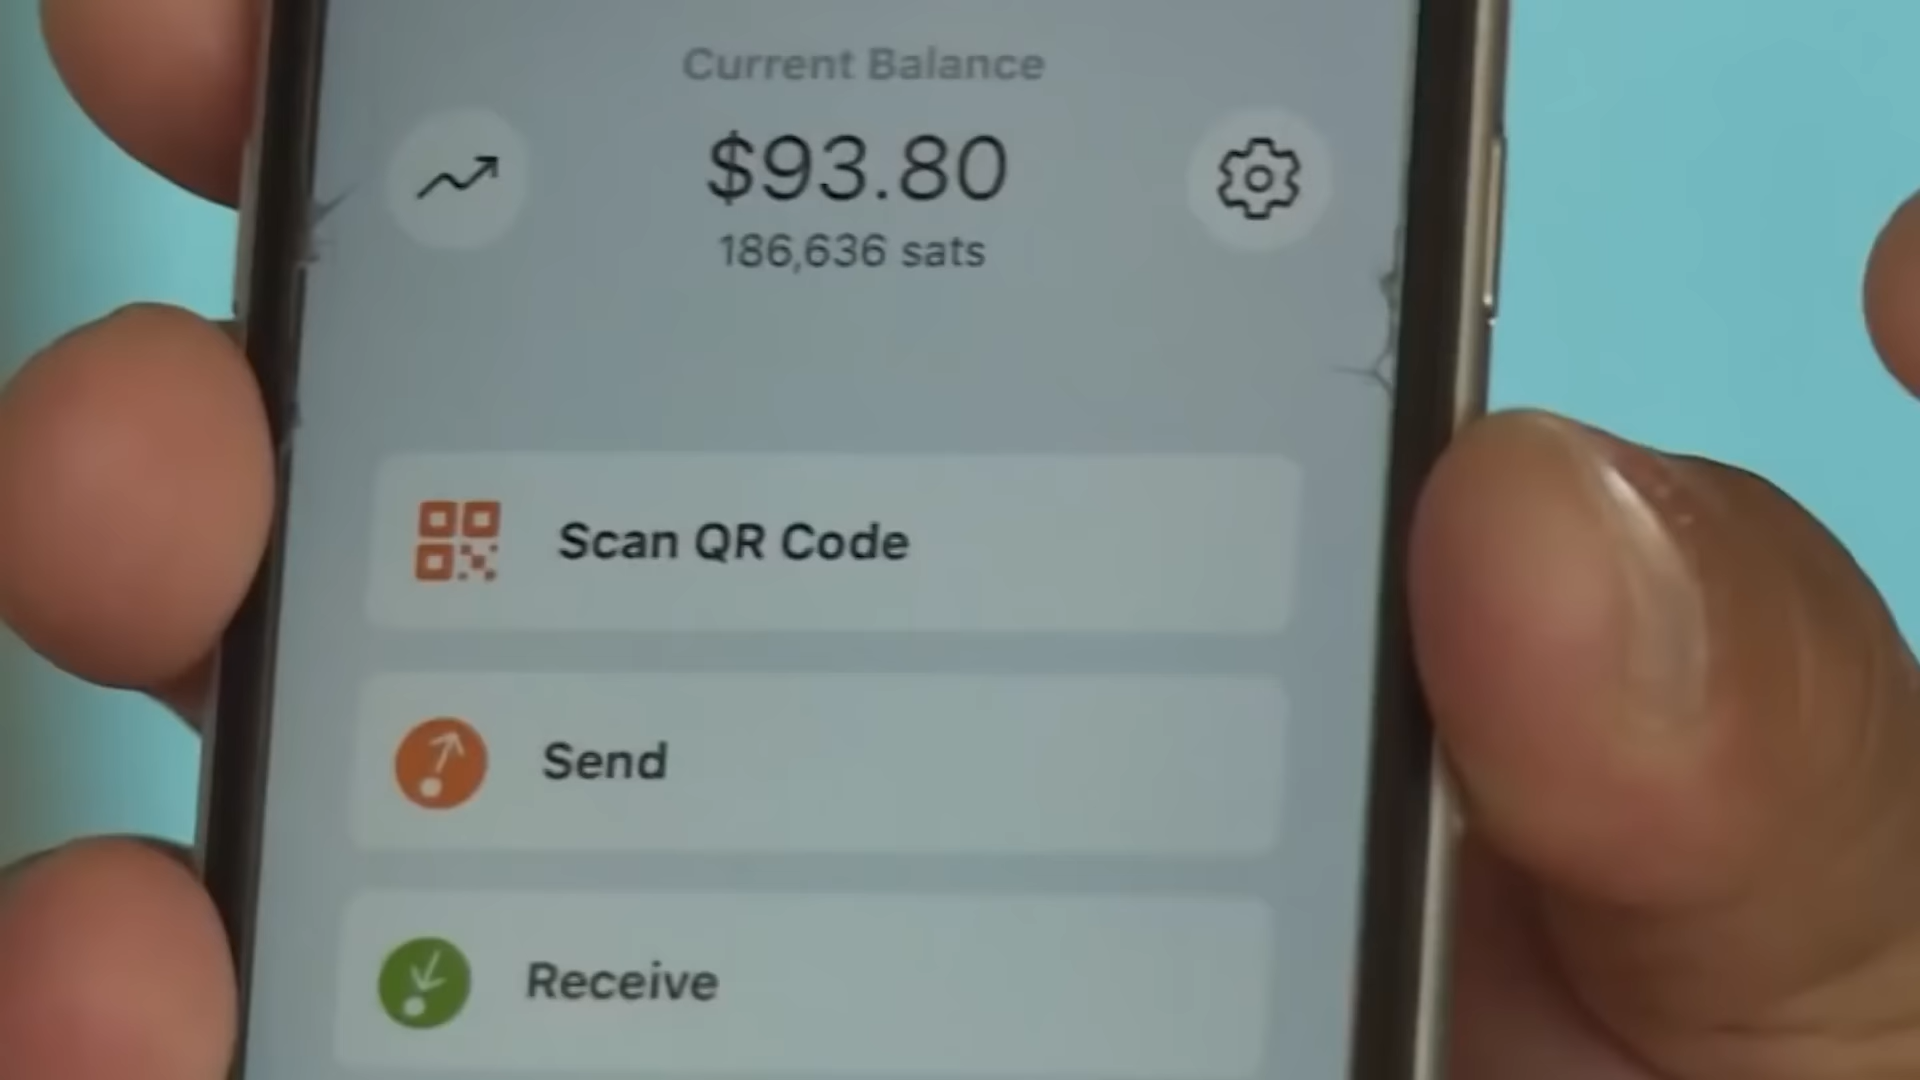 Current Balance
$93.80
186,636 sats
Scan QR Code
Send
Receive